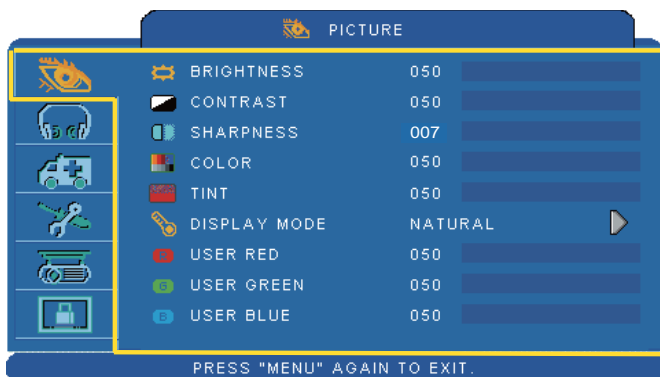 PICTURE
BRIGHTNESS 050
CONTRAST 050
SHARPNESS 007
COLOR 050
TINT 050
DISPLAY MODE NATURAL
R USER RED 050
G USER GREEN 050
B USER BLUE 050
PRESS "MENU" AGAIN TO EXIT.